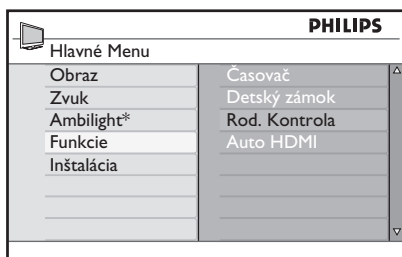 PHILIPS
Hlavné Menu
Obraz
Zvuk
Ambilight*
Funkcie
Inštalácia
Časovač
Detský zámok
Rod. Kontrola
Auto HDMI